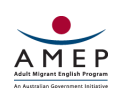 AMEP
Adult Migrant English Program
An Australian Government Initiative